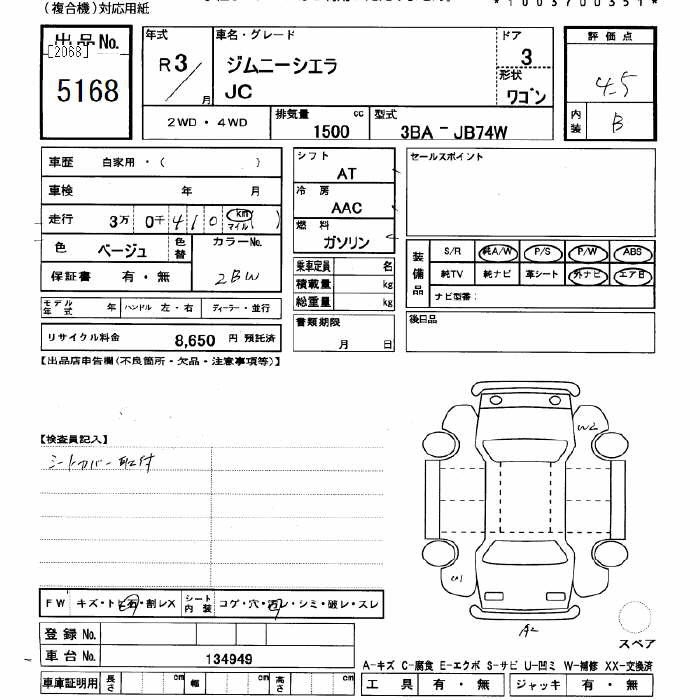 (複合機)対応用紙
出品No.
[2068]
5168
年式
R3/
月
車名・グレード
ジムニーシエラ
JC
ドア
3
形状
ワゴン
評価点
4.5
内装
B
2WD・4WD
排気量
cc
1500
型式
3BA-JB74W
車歴 自家用・( )
車検 年 月
走行 3万 0千 410 km マイル ( )
色 ベージュ
色替
カラーNo.
2BW
保証書 有・無
モデル年式 年 ハンドル 左・右 ディーラー・並行
リサイクル料金 8,650 円 預託済
シフト
AT
冷房
AAC
燃料
ガソリン
乗車定員 名
積載量 kg
総重量 kg
書類期限
月 日
セールスポイント
装備品
S/R 純A/W P/S P/W ABS
純TV 純ナビ 革シート 外ナビ エアB
ナビ型番:
後日品
【出品店申告欄(不良箇所・欠品・注意事項等)】
【検査員記入】
シートカバー取付
W2
A2
スペア
FW キズ・トビ石・割レX
シート内装 コゲ・穴・汚レ・シミ・破レ・スレ
登録No.
車台No. 134949
車庫証明用 長さ cm 幅 cm 高さ cm
A-キズ C-腐食 E-エクボ S-サビ U-凹ミ W-補修 XX-交換済
工具 有・無 ジャッキ 有・無